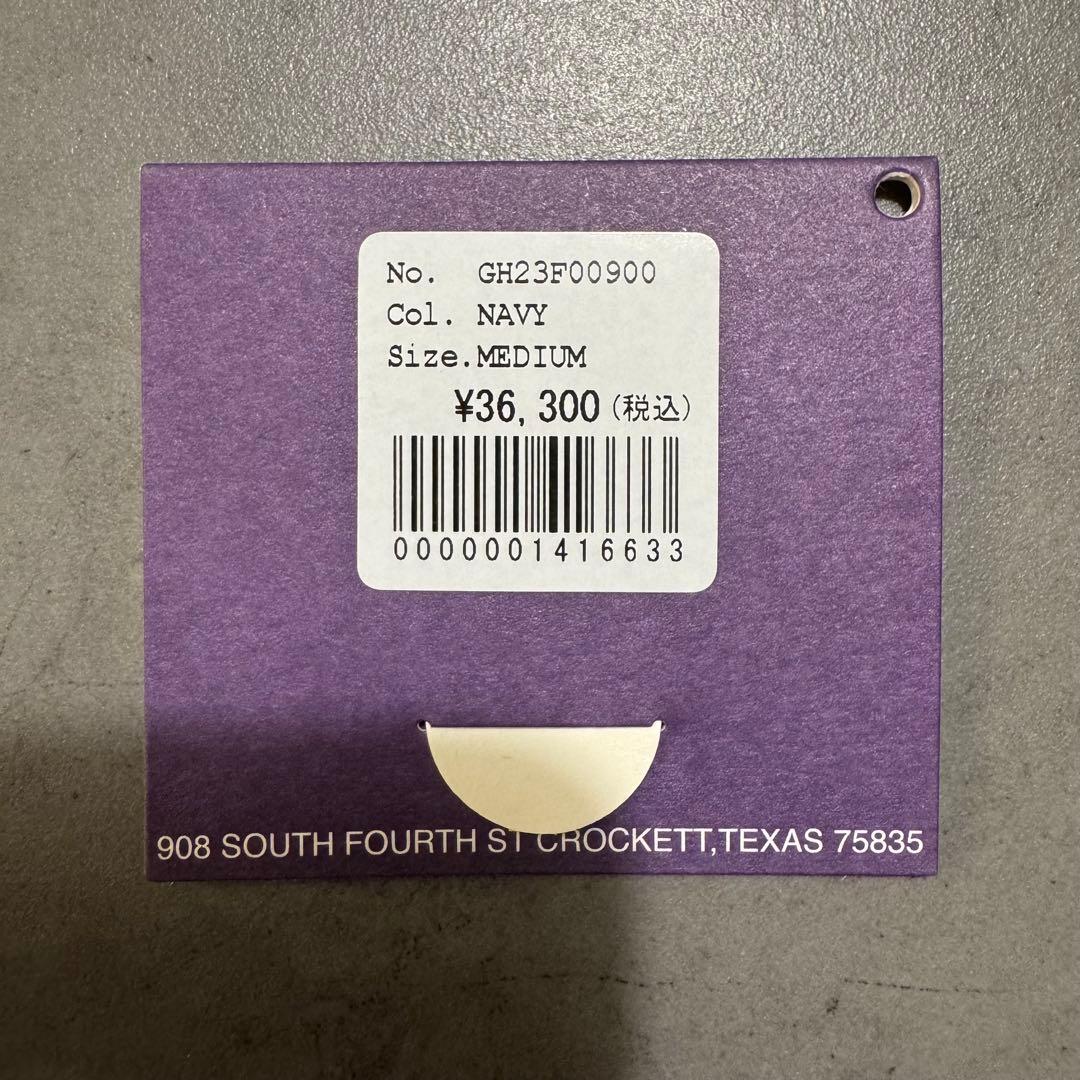 No. GH23F00900
Col. NAVY
Size.MEDIUM
¥36,300(税込)
0000001416633
908 SOUTH FOURTH ST CROCKETT,TEXAS 75835